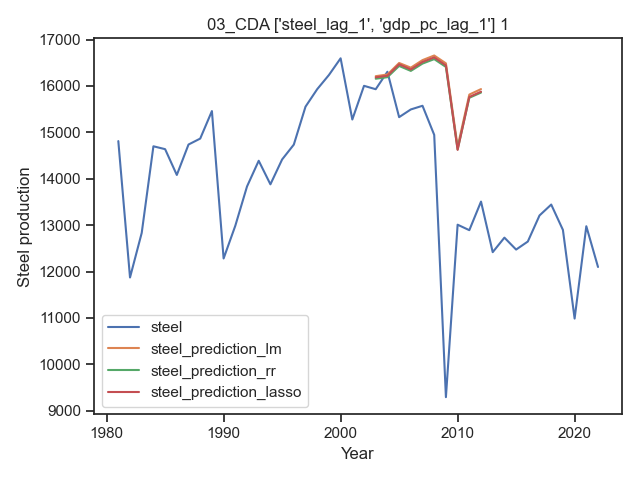 03_CDA ['steel_lag_1', 'gdp_pc_lag_1'] 1
17000
16000
15000
14000
13000
12000
11000
10000
9000
Steel production
steel
steel_prediction_lm
steel_prediction_rr
steel_prediction_lasso
1980
1990
2000
2010
2020
Year